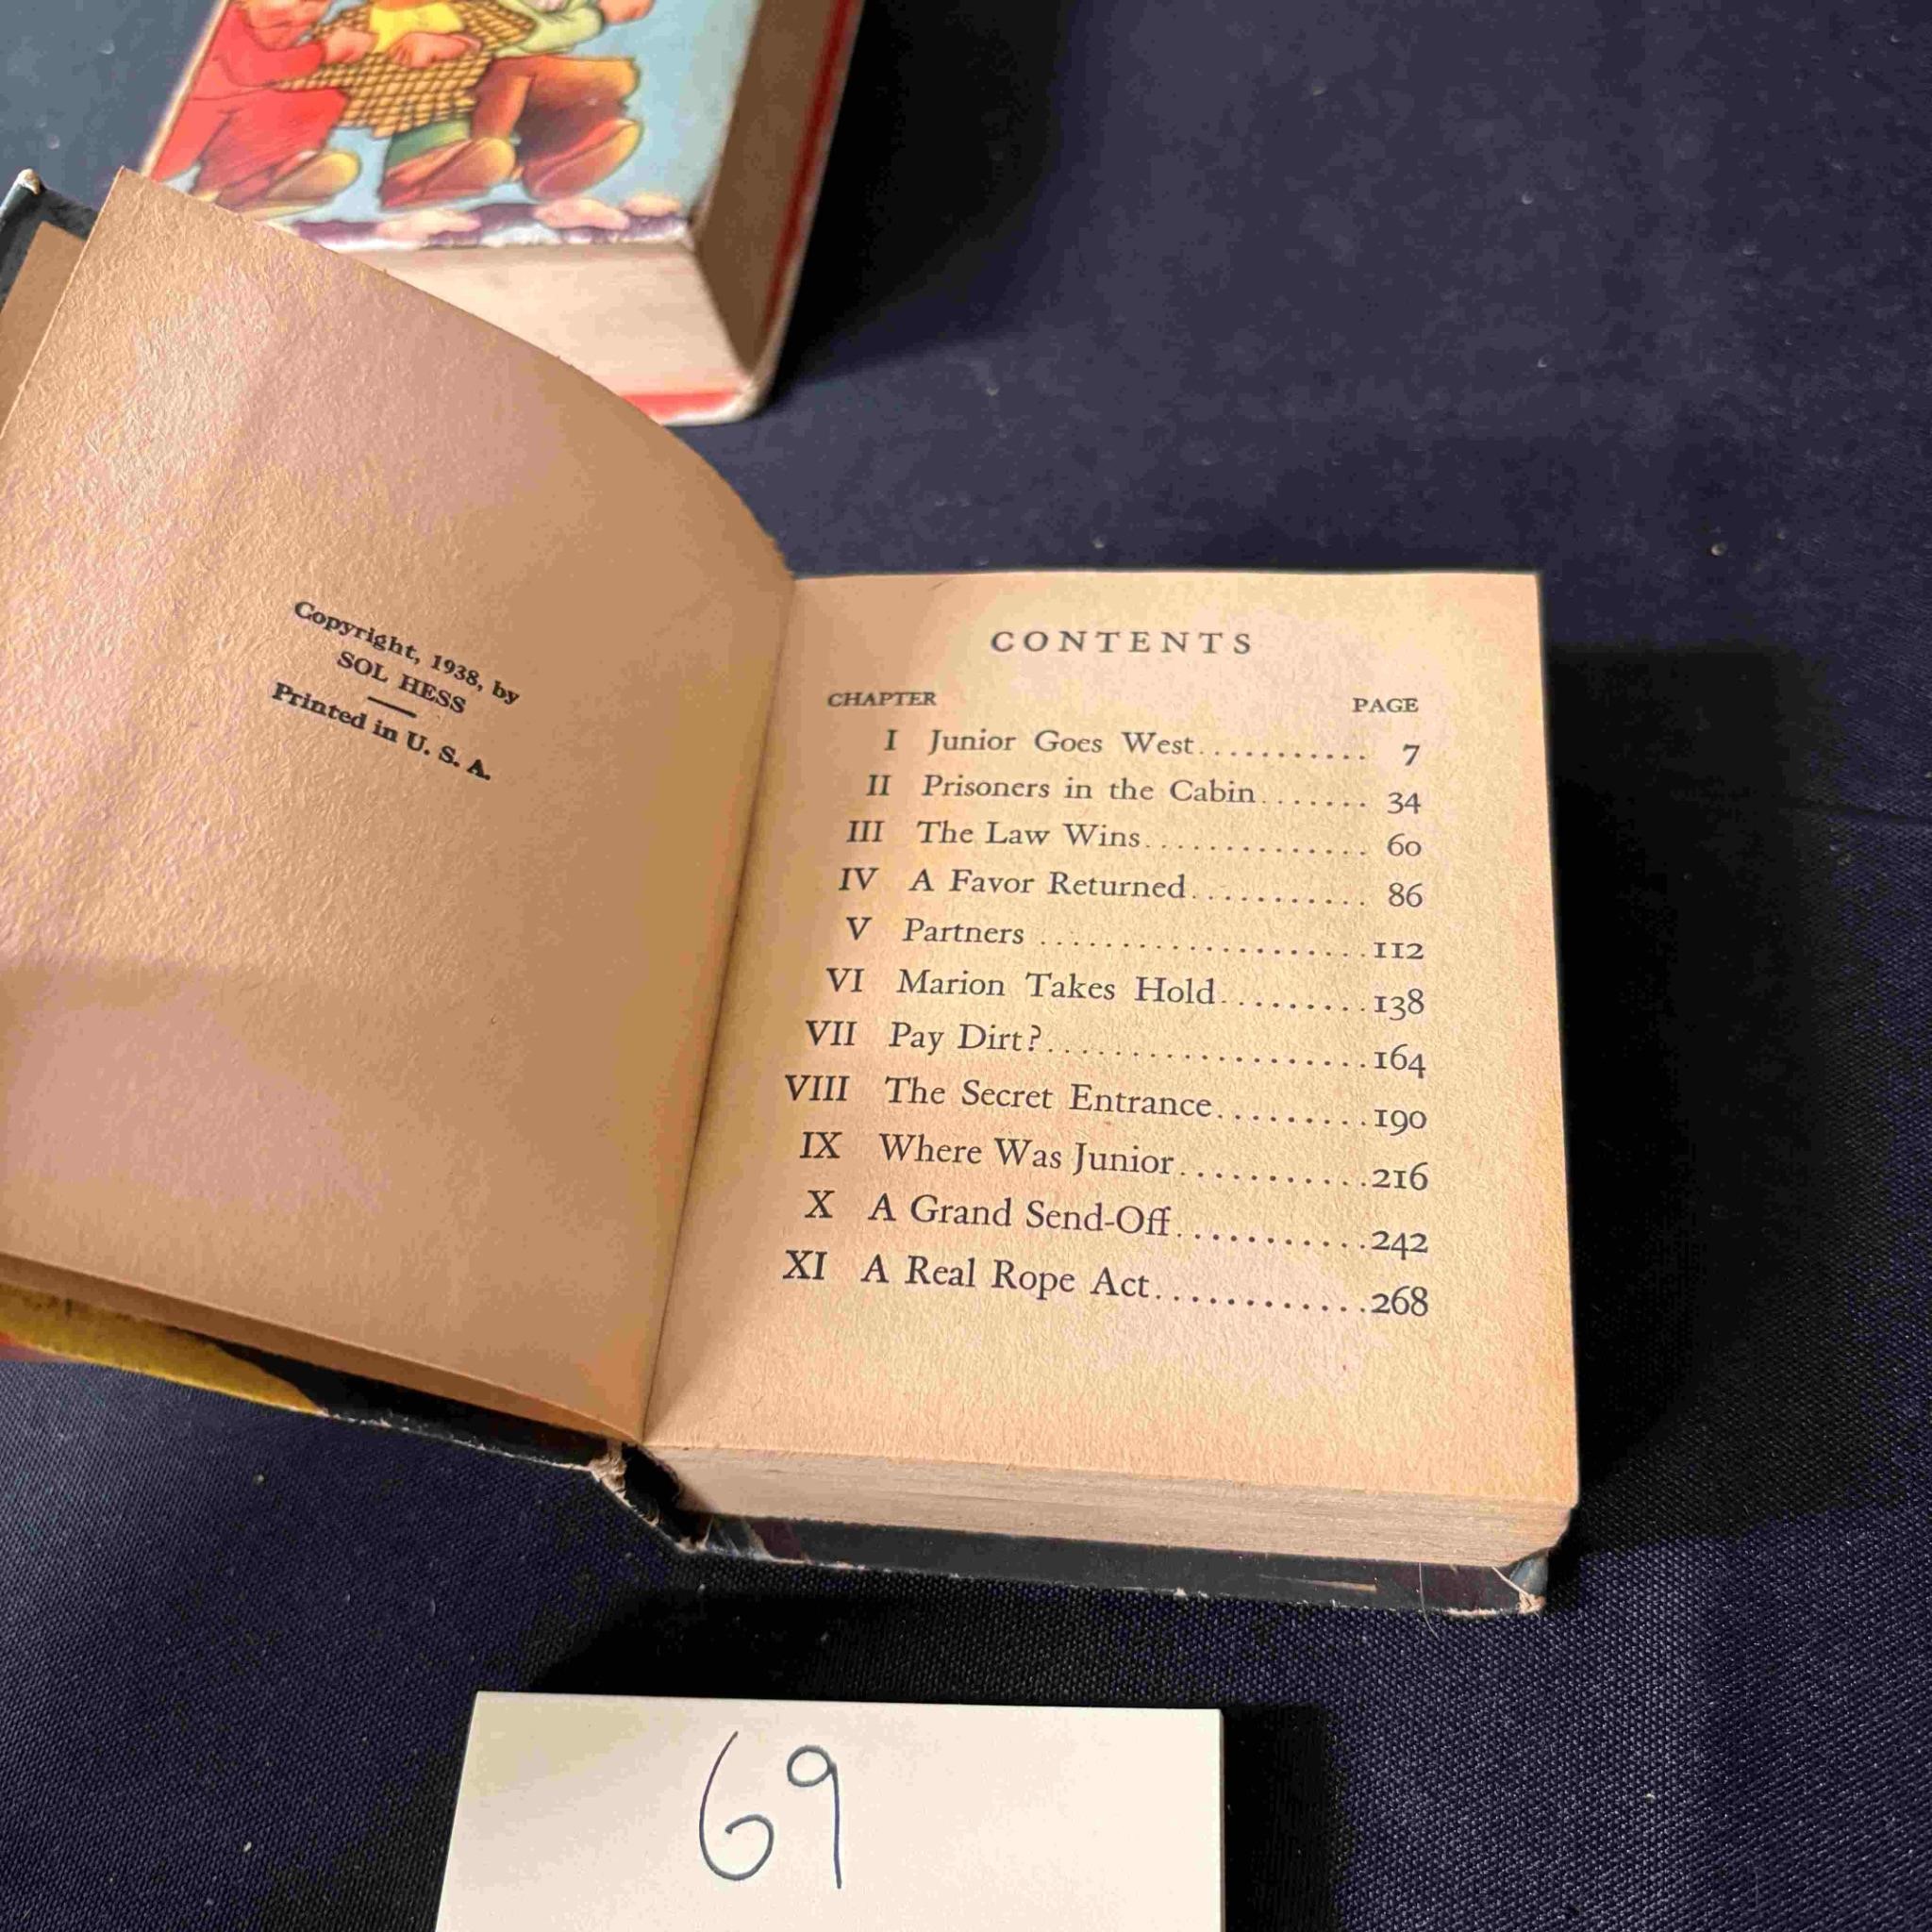 Copyright, 1938, by
SOL HESS
Printed in U. S. A.
CONTENTS
CHAPTER PAGE
I Junior Goes West........... 7
II Prisoners in the Cabin....... 34
III The Law Wins.............. 60
IV A Favor Returned........... 86
V Partners .....................112
VI Marion Takes Hold.........138
VII Pay Dirt?....................164
VIII The Secret Entrance..........190
IX Where Was Junior............216
X A Grand Send-Off............242
XI A Real Rope Act.............268
69